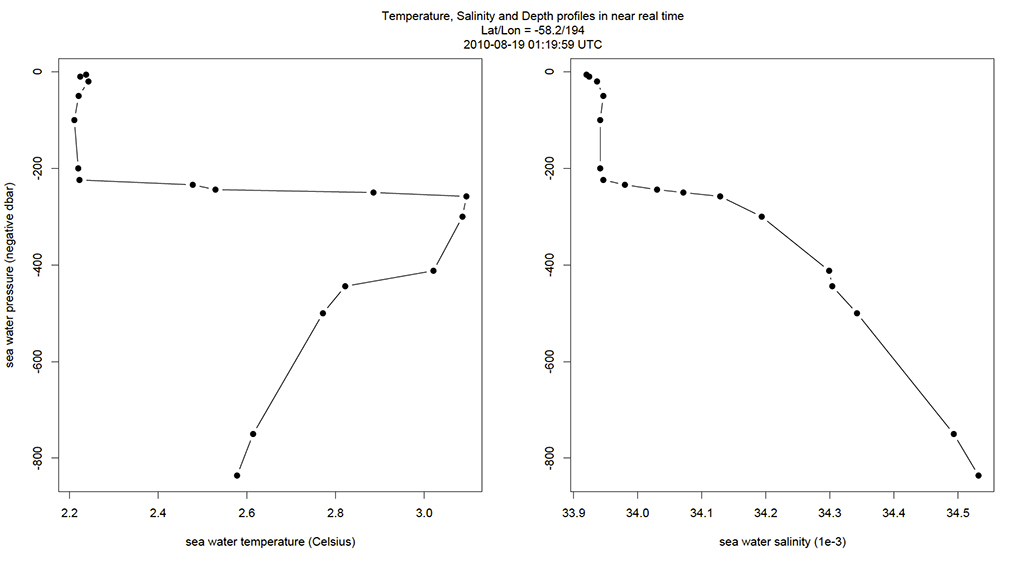 Temperature, Salinity and Depth profiles in near real time
Lat/Lon = -58.2/194
2010-08-19 01:19:59 UTC
sea water pressure (negative dbar)
0
-200
-400
-600
-800
2.2 2.4 2.6 2.8 3.0
sea water temperature (Celsius)
0
-200
-400
-600
-800
33.9 34.0 34.1 34.2 34.3 34.4 34.5
sea water salinity (1e-3)